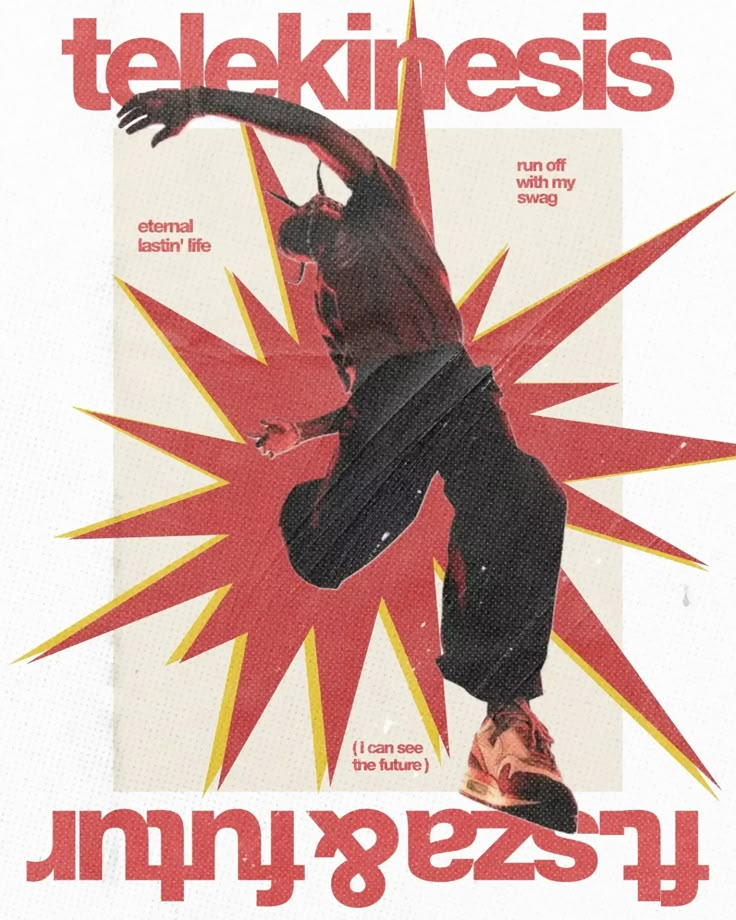 telekinesis
run off
with my
swag
eternal
lastin' life
( i can see
the future )
ft.sza&futur